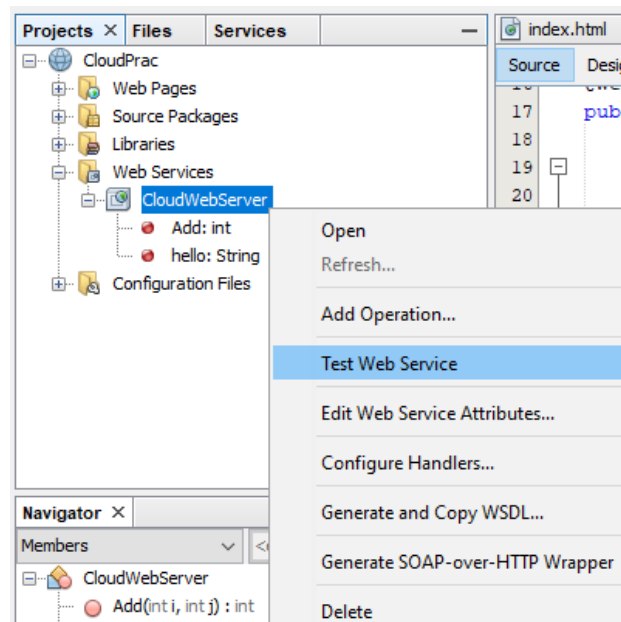 Projects Files Services
index.html
CloudPrac
Source
Web Pages
Source Packages
17 pub
Libraries
18
Web Services
19
CloudWebServer
20
Add: int
hello: String
Configuration Files
Open
Refresh...
Add Operation...
Test Web Service
Edit Web Service Attributes...
Configure Handlers...
Generate and Copy WSDL...
Generate SOAP-over-HTTP Wrapper
Delete
Navigator
Members
CloudWebServer
Add(int i, int j) : int